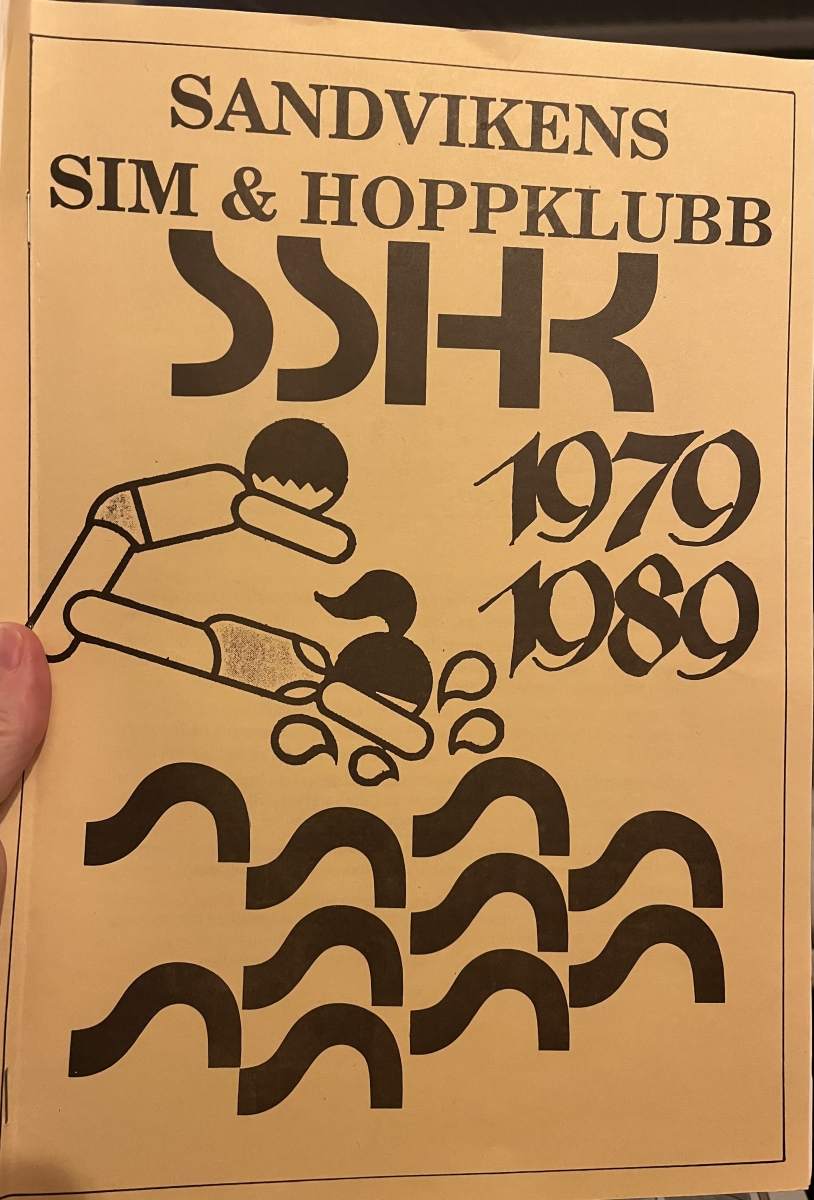 SANDVIKENS
SIM & HOPPKLUBB
SSHK
1979
1989